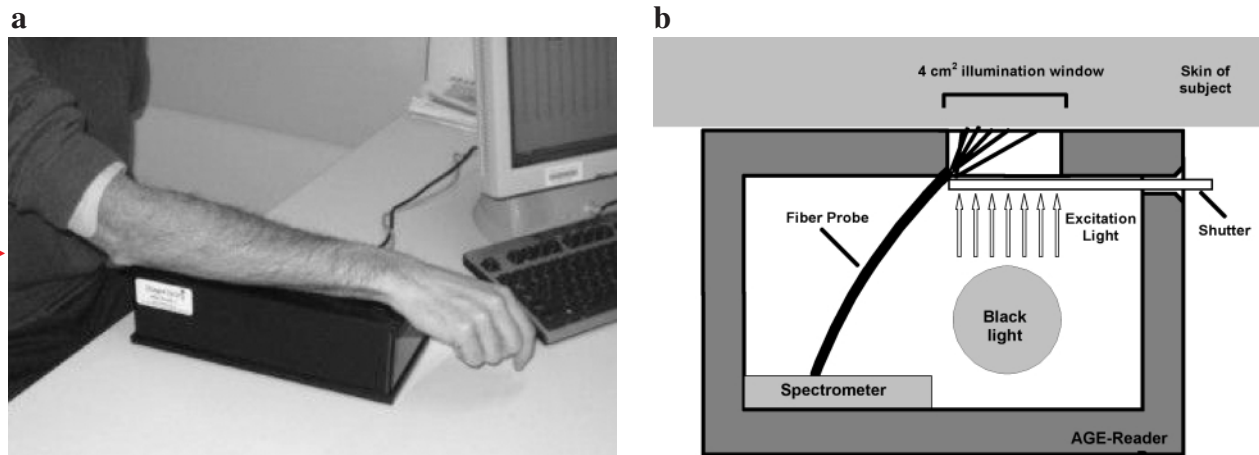 a
b
4 cm² illumination window
Skin of
subject
Fiber Probe
Excitation
Light
Shutter
Black
light
Spectrometer
AGE-Reader